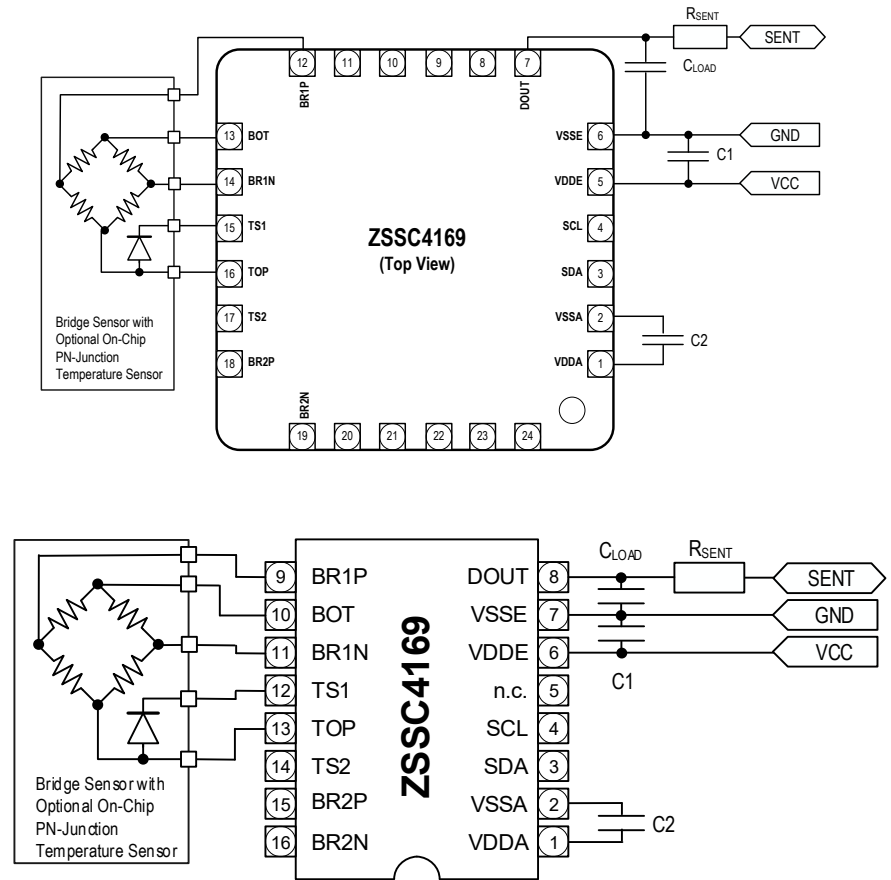 RSENT
SENT
12
11
10
9
8
7
CLOAD
BR1P
DOUT
13
BOT
VSSE
6
GND
C1
14
BR1N
VDDE
5
VCC
15
TS1
ZSSC4169
(Top View)
SCL
4
16
TOP
SDA
3
17
TS2
VSSA
2
C2
18
BR2P
VDDA
1
Bridge Sensor with
Optional On-Chip
PN-Junction
Temperature Sensor
BR2N
19
20
21
22
23
24
CLOAD
RSENT
9
BR1P
DOUT
8
SENT
10
BOT
VSSE
7
GND
11
BR1N
VDDE
6
VCC
C1
12
TS1
n.c.
5
13
TOP
SCL
4
14
TS2
SDA
3
15
BR2P
VSSA
2
C2
16
BR2N
VDDA
1
ZSSC4169
Bridge Sensor with
Optional On-Chip
PN-Junction
Temperature Sensor